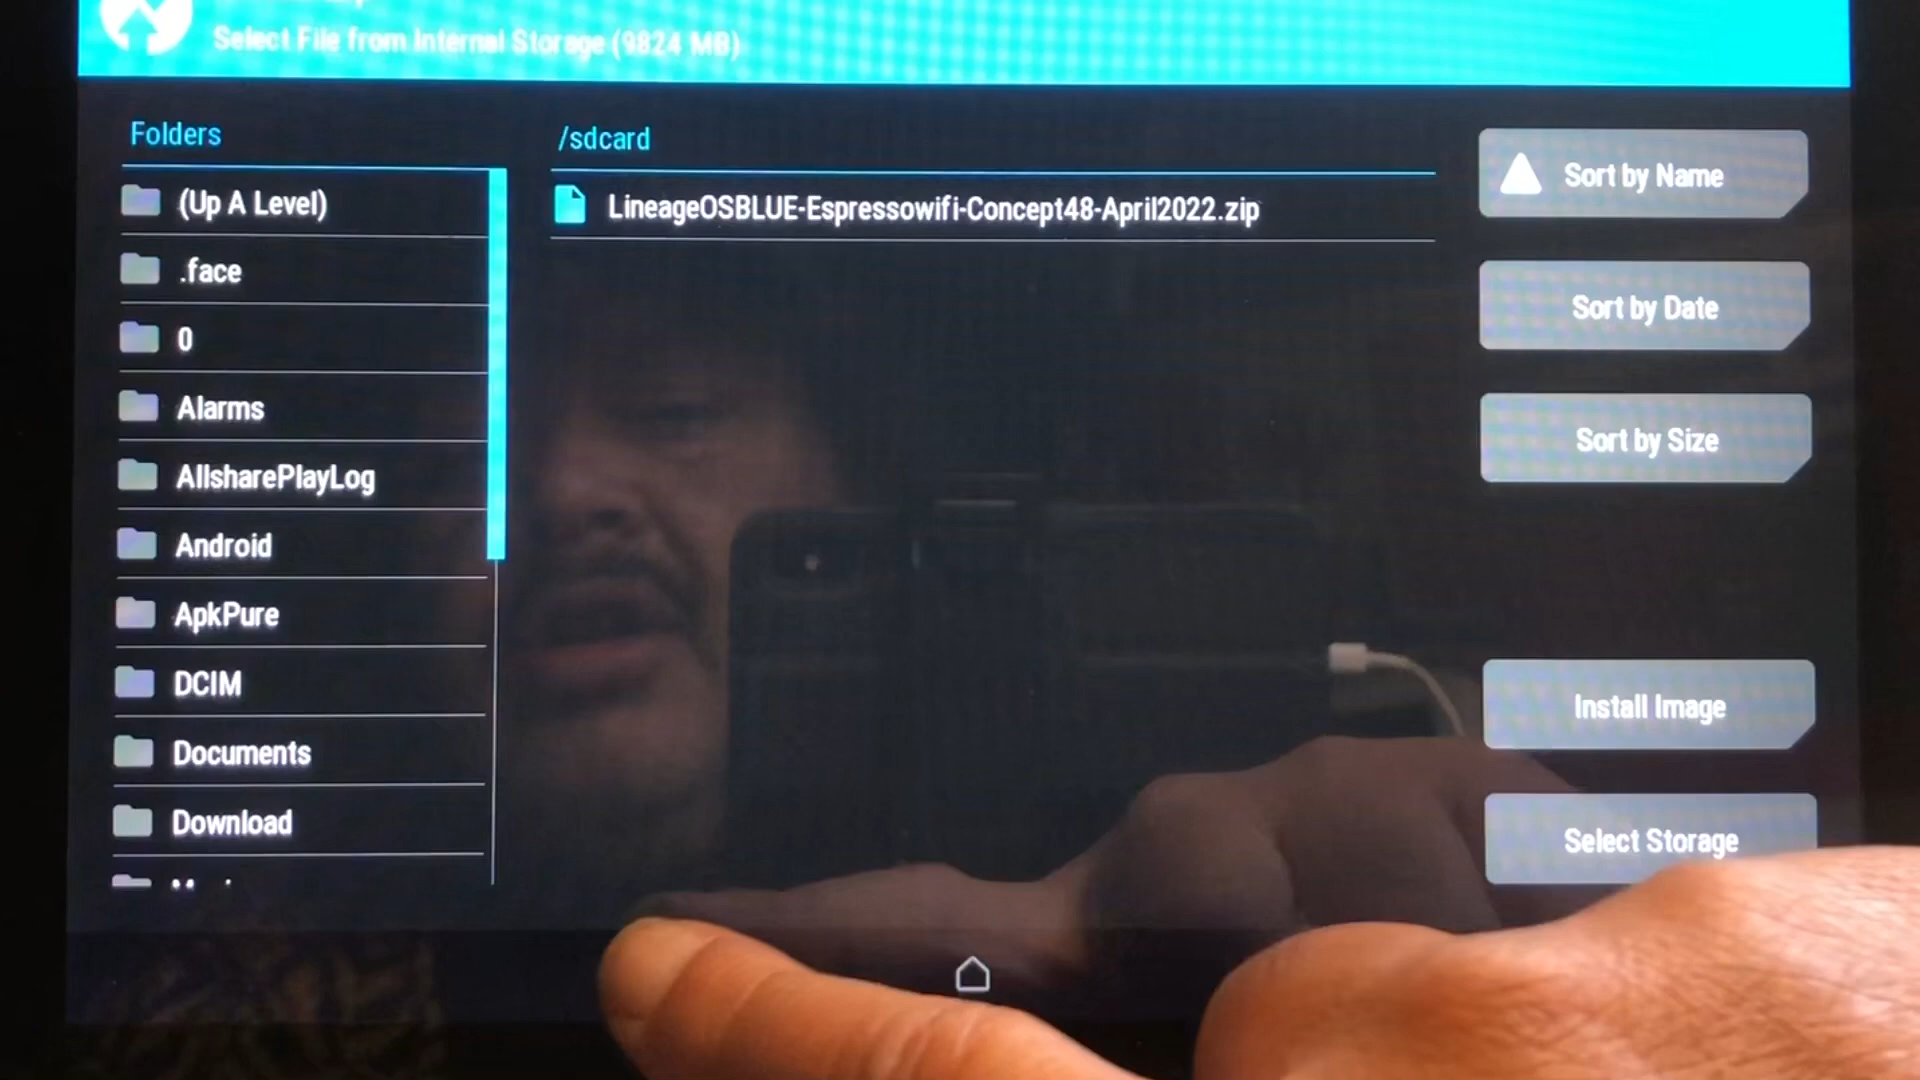 Select File from Internal Storage (9824 MB)
Folders
(Up A Level)
.face
0
Alarms
AllsharePlayLog
Android
ApkPure
DCIM
Documents
Download
/sdcard
LineageOSBLUE-Espressowifi-Concept48-April2022.zip
Sort by Name
Sort by Date
Sort by Size
Install Image
Select Storage